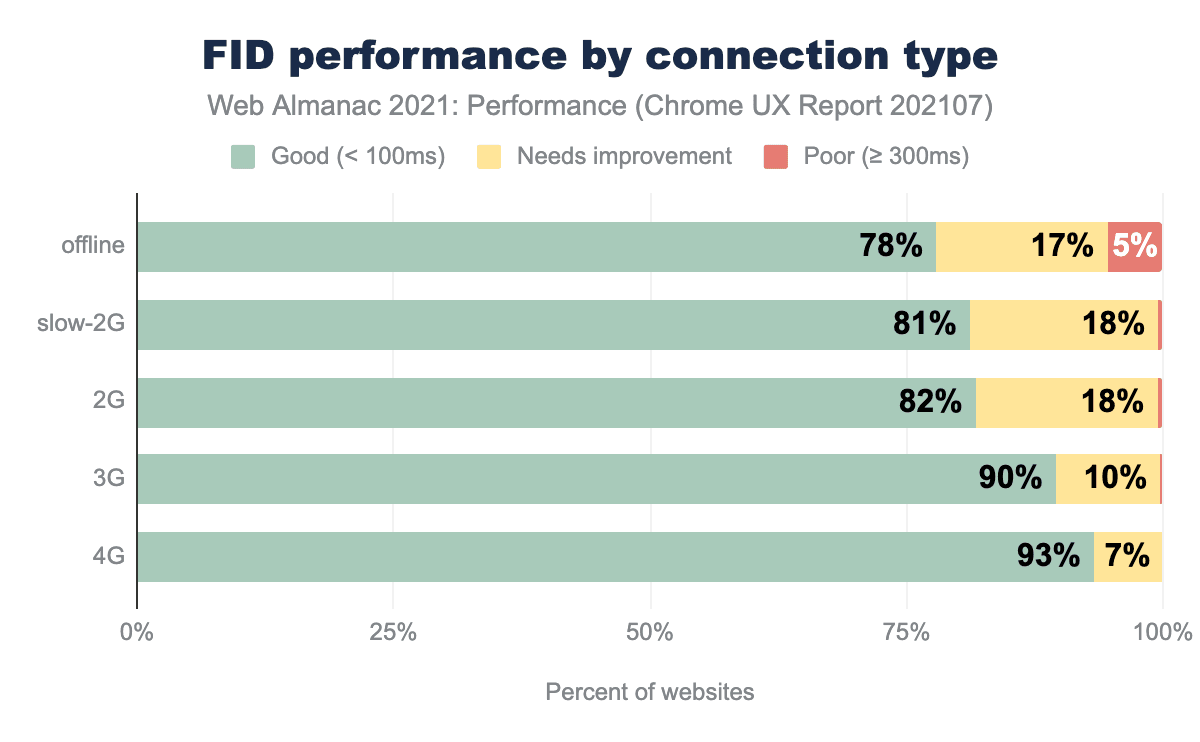 FID performance by connection type
Web Almanac 2021: Performance (Chrome UX Report 202107)
Good (< 100ms) Needs improvement Poor (≥ 300ms)
offline 78% 17% 5%
slow-2G 81% 18%
2G 82% 18%
3G 90% 10%
4G 93% 7%
0% 25% 50% 75% 100%
Percent of websites